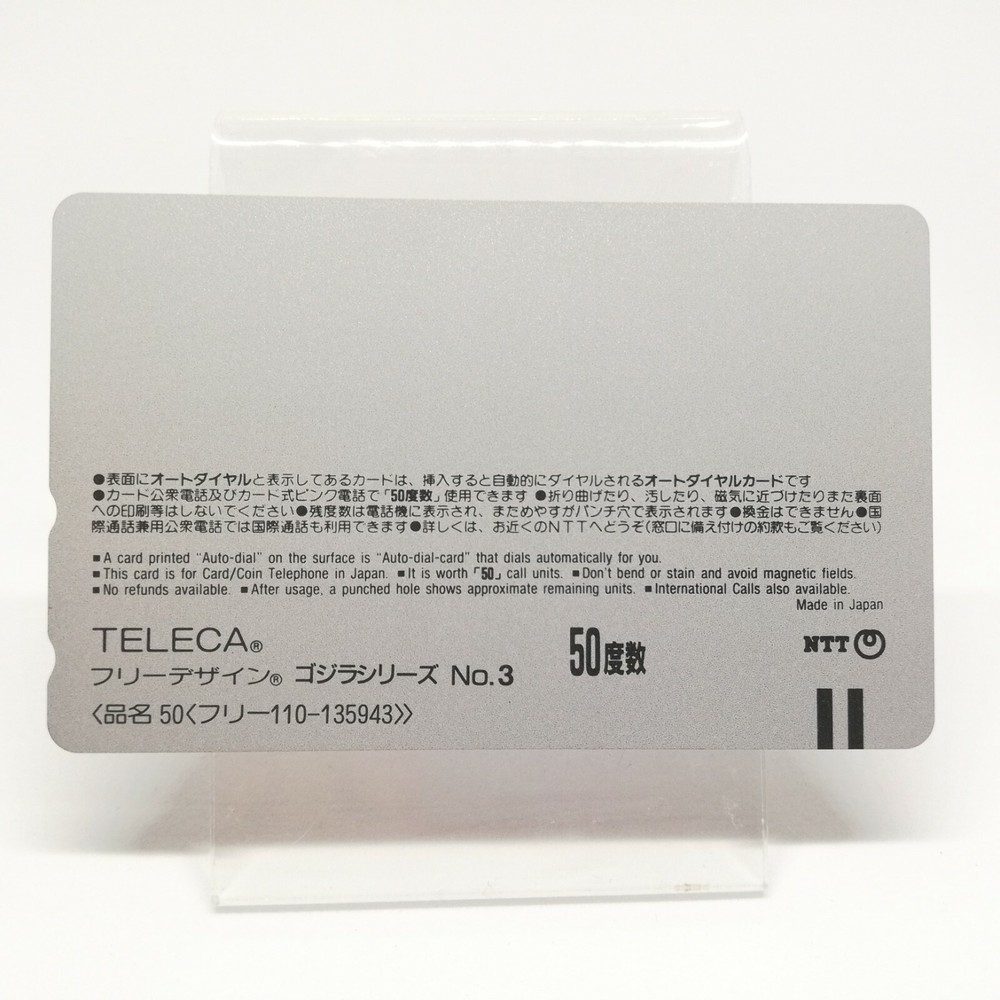 ●表面にオートダイヤルと表示してあるカードは、挿入すると自動的にダイヤルされるオートダイヤルカードです
●カード公衆電話及びカード式ピンク電話で「50度数」使用できます ●折り曲げたり、汚したり、磁気に近づけたりまた裏面
への印刷等はしないでください●残度数は電話機に表示され、まためやすがパンチ穴で表示されます●換金はできません●国
際通話兼用公衆電話では国際通話も利用できます●詳しくは、お近くのNTTへどうぞ(窓口に備え付けの約款もご覧ください)
■A card printed “Auto-dial” on the surface is “Auto-dial-card” that dials automatically for you.
■This card is for Card/Coin Telephone in Japan. ■It is worth「50」call units. ■Don't bend or stain and avoid magnetic fields.
■No refunds available. ■After usage, a punched hole shows approximate remaining units. ■International Calls also available.
Made in Japan
TELECA® 50度数 NTT
フリーデザイン® ゴジラシリーズ No.3
〈品名 50〈フリー110-135943〉〉